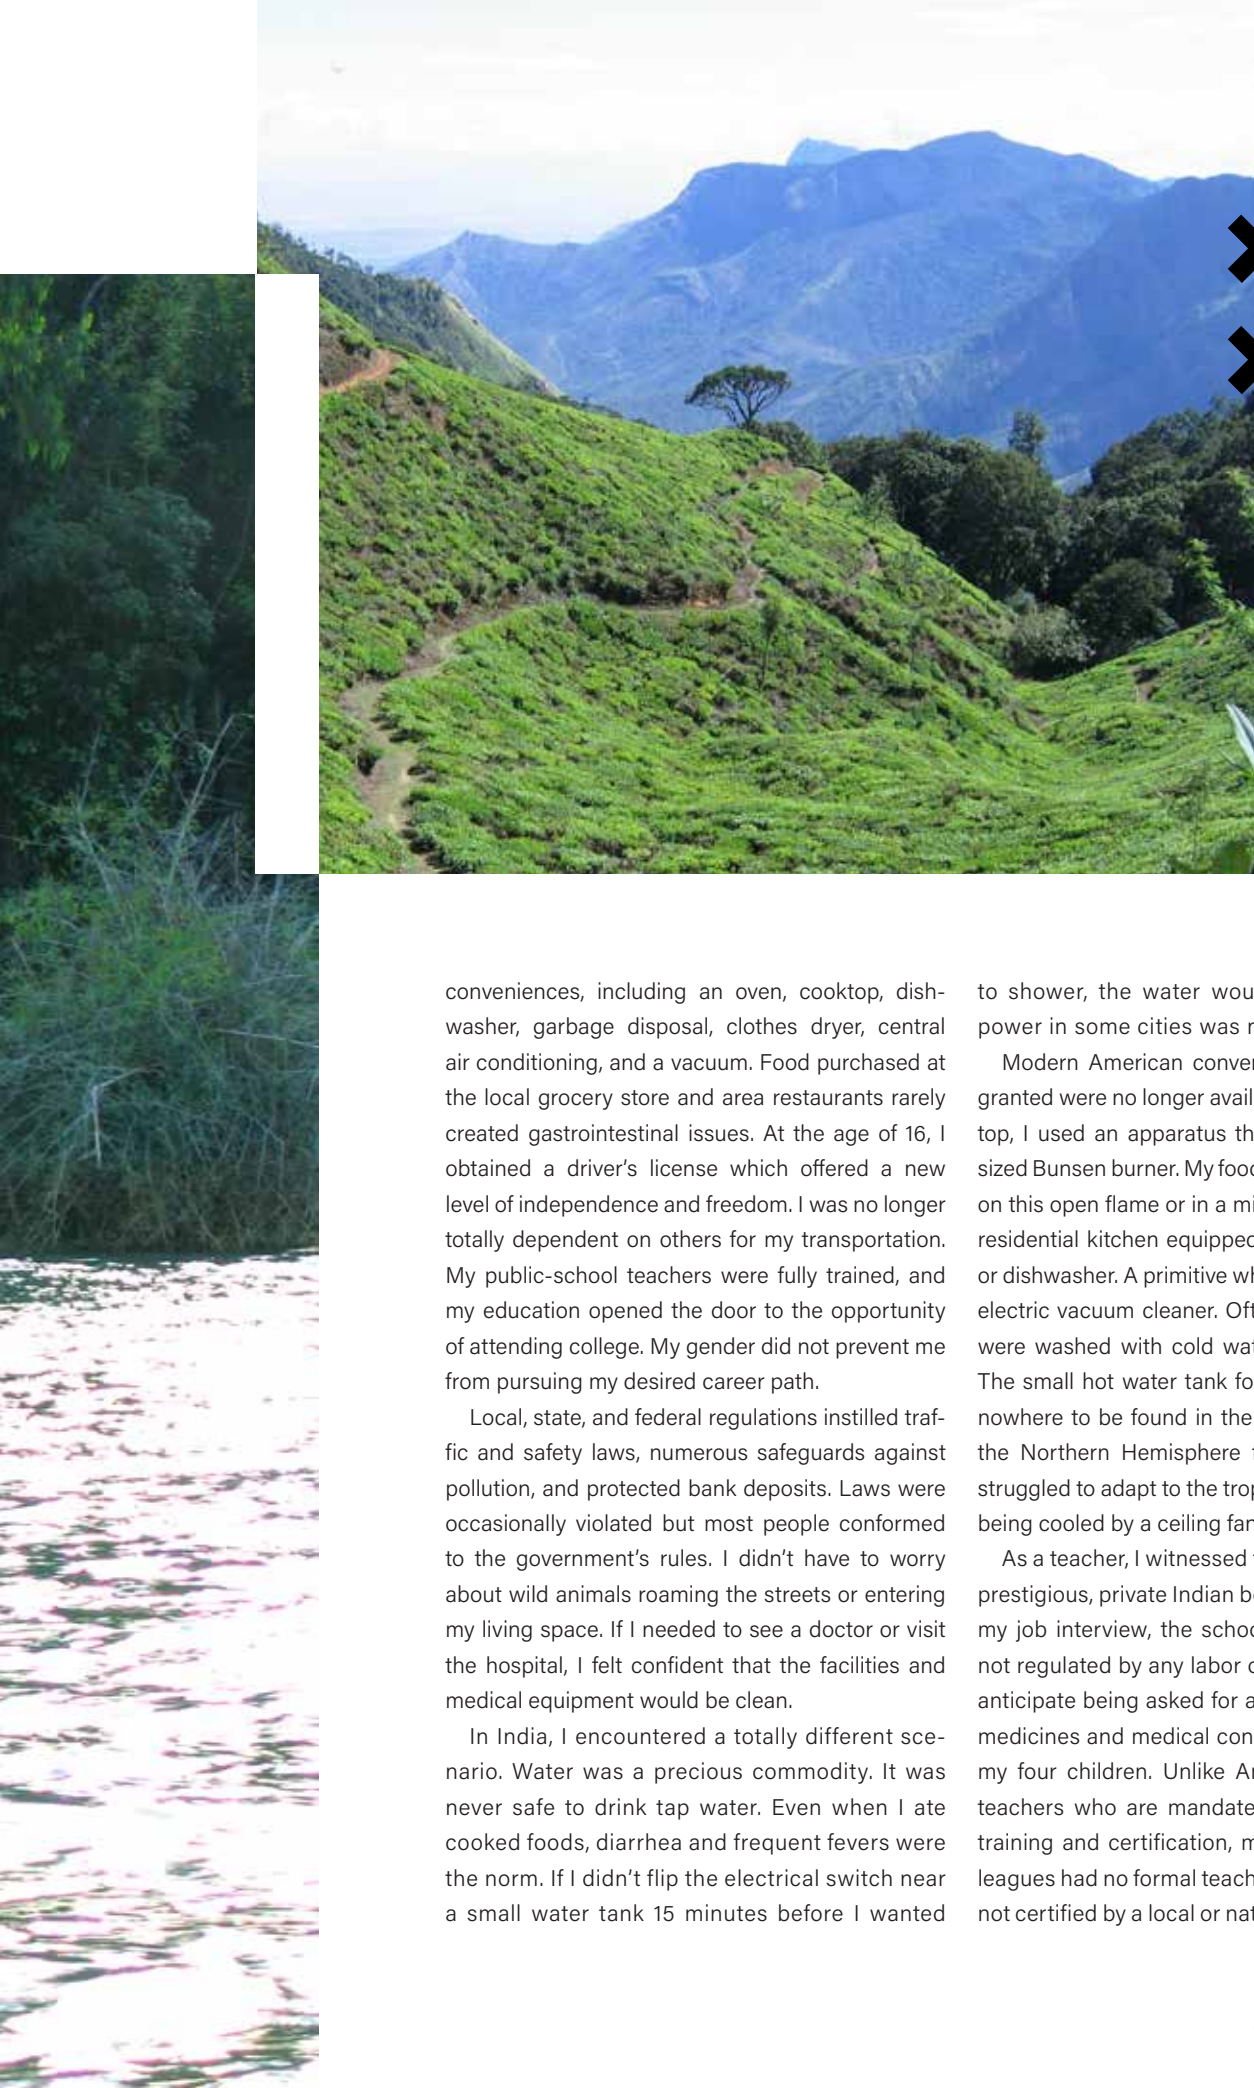 conveniences, including an oven, cooktop, dish-
washer, garbage disposal, clothes dryer, central
air conditioning, and a vacuum. Food purchased at
the local grocery store and area restaurants rarely
created gastrointestinal issues. At the age of 16, I
obtained a driver’s license which offered a new
level of independence and freedom. I was no longer
totally dependent on others for my transportation.
My public-school teachers were fully trained, and
my education opened the door to the opportunity
of attending college. My gender did not prevent me
from pursuing my desired career path.
Local, state, and federal regulations instilled traf-
fic and safety laws, numerous safeguards against
pollution, and protected bank deposits. Laws were
occasionally violated but most people conformed
to the government’s rules. I didn’t have to worry
about wild animals roaming the streets or entering
my living space. If I needed to see a doctor or visit
the hospital, I felt confident that the facilities and
medical equipment would be clean.
In India, I encountered a totally different sce-
nario. Water was a precious commodity. It was
never safe to drink tap water. Even when I ate
cooked foods, diarrhea and frequent fevers were
the norm. If I didn’t flip the electrical switch near
a small water tank 15 minutes before I wanted
to shower, the water
power in some cities was
Modern American
granted were no longer
top, I used an apparatus
sized Bunsen burner. My
on this open flame or in a
residential kitchen
or dishwasher. A primitive
electric vacuum cleaner.
were washed with cold
The small hot water tank
nowhere to be found in the
the Northern Hemisphere
struggled to adapt to the
being cooled by a ceiling
As a teacher, I witnessed
prestigious, private Indian
my job interview, the
not regulated by any labor
anticipate being asked for
medicines and medical
my four children. Unlike
teachers who are
training and certification,
leagues had no formal
not certified by a local or